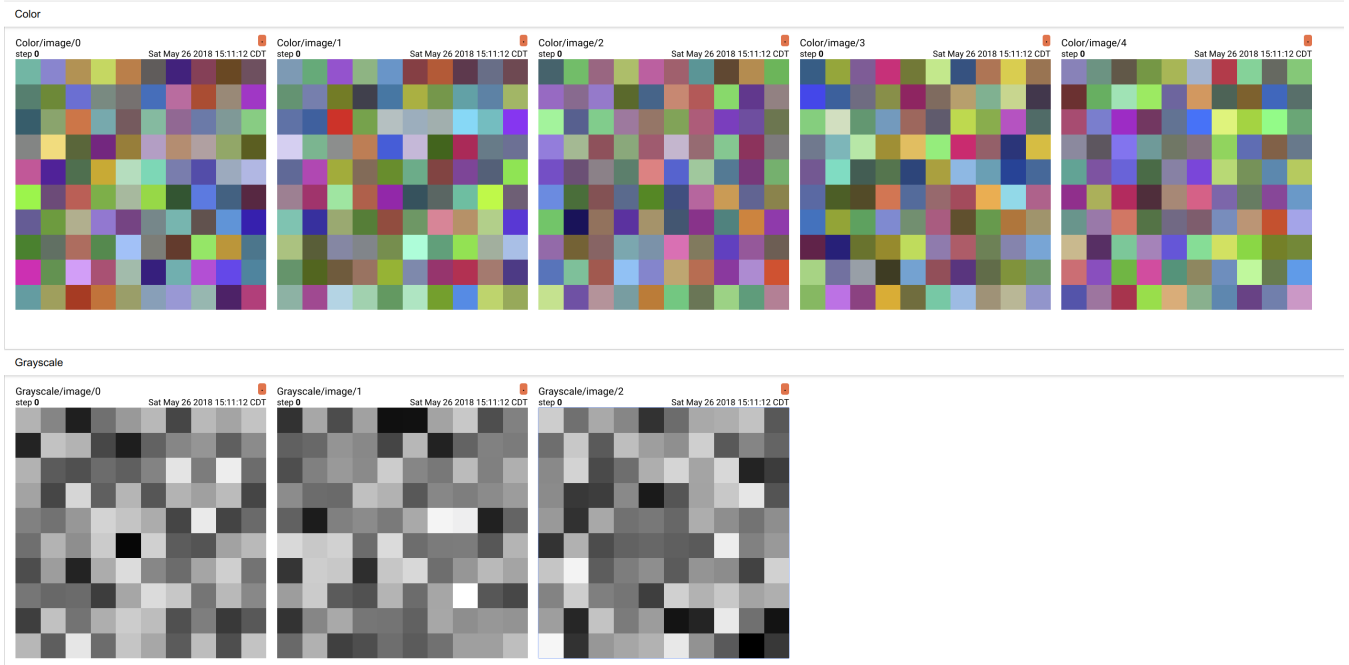 Color
Color/image/0
step 0 Sat May 26 2018 15:11:12 CDT
Color/image/1
step 0 Sat May 26 2018 15:11:12 CDT
Color/image/2
step 0 Sat May 26 2018 15:11:12 CDT
Color/image/3
step 0 Sat May 26 2018 15:11:12 CDT
Color/image/4
step 0 Sat May 26 2018 15:11:12 CDT
Grayscale
Grayscale/image/0
step 0 Sat May 26 2018 15:11:12 CDT
Grayscale/image/1
step 0 Sat May 26 2018 15:11:12 CDT
Grayscale/image/2
step 0 Sat May 26 2018 15:11:12 CDT